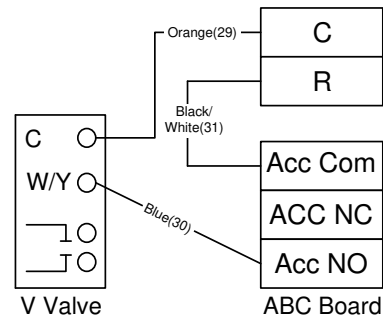 Orange(29)
C
R
Black/
White(31)
C
W/Y
Acc Com
ACC NC
Blue(30)
Acc NO
V Valve
ABC Board